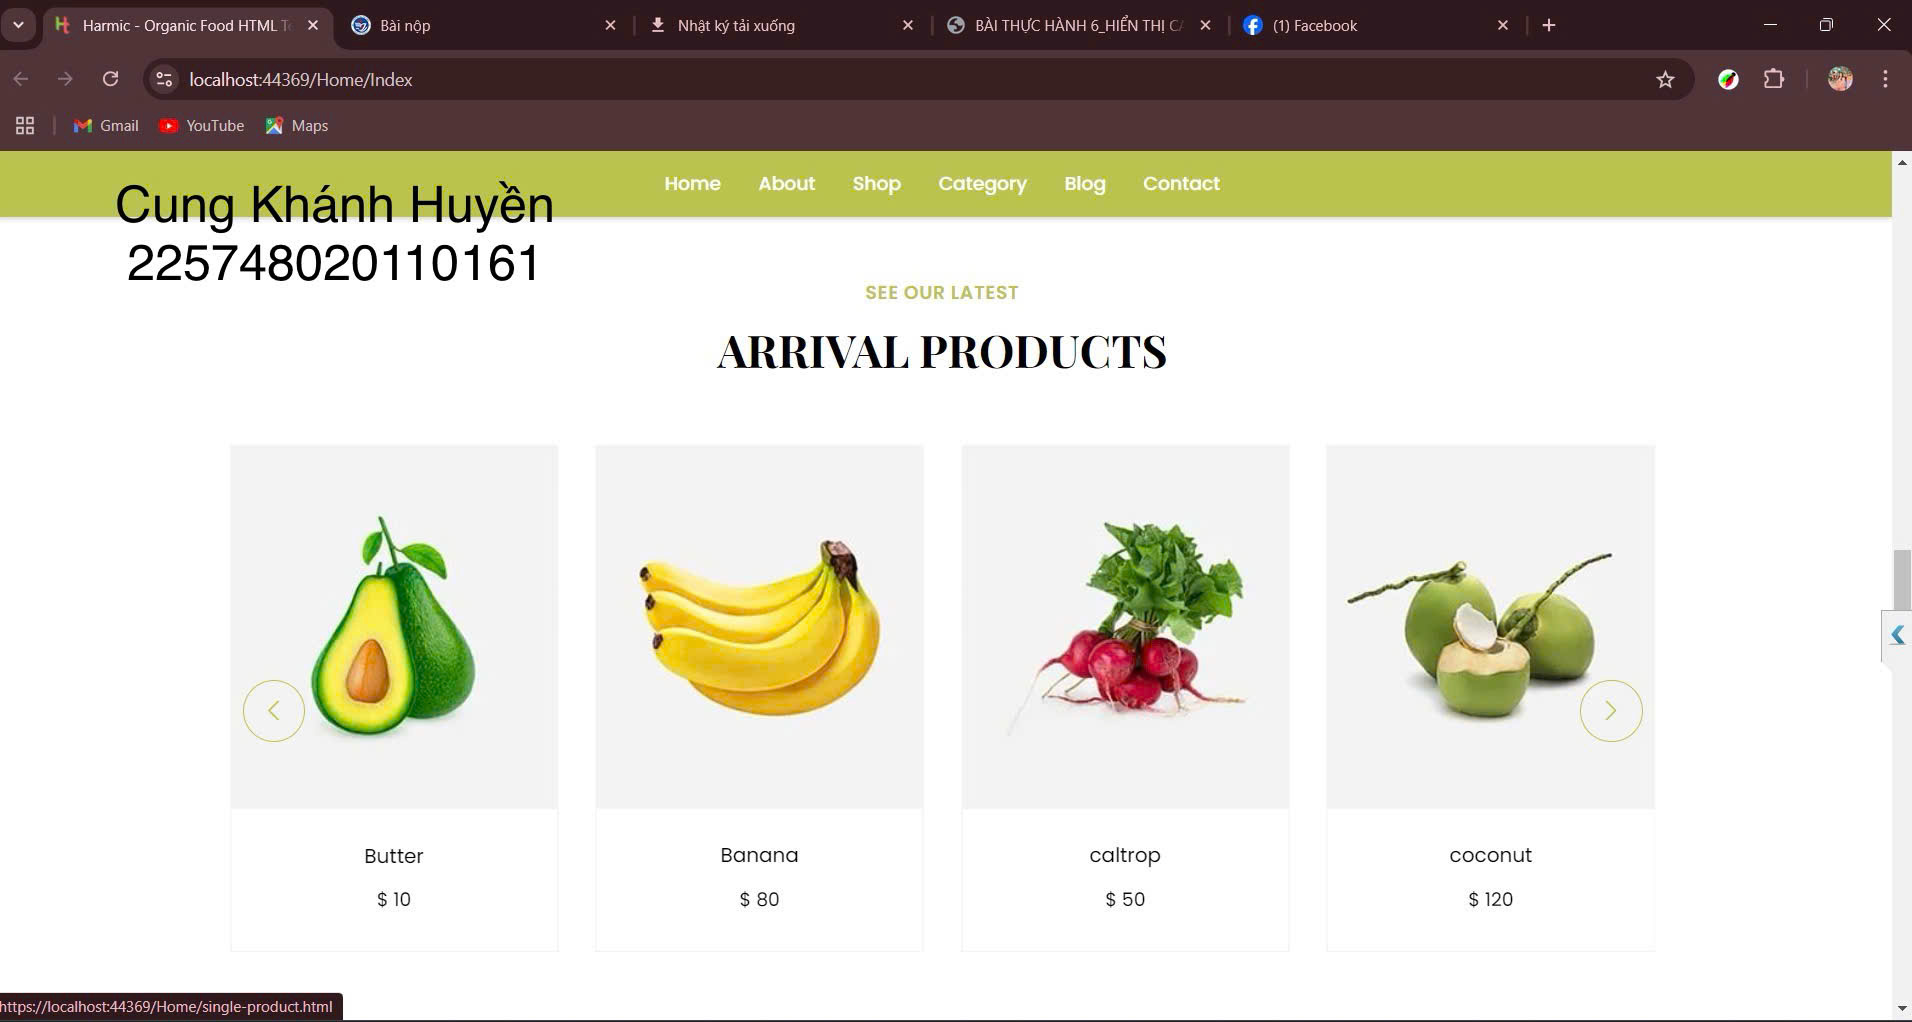 Harmic - Organic Food HTML Te
Bài nộp
Nhật ký tải xuống
BÀI THỰC HÀNH 6_HIỂN THỊ CÁ
(1) Facebook
localhost:44369/Home/Index
Gmail
YouTube
Maps
Home About Shop Category Blog Contact
Cung Khánh Huyền
225748020110161
SEE OUR LATEST
ARRIVAL PRODUCTS
Butter
$ 10
Banana
$ 80
caltrop
$ 50
coconut
$ 120
https://localhost:44369/Home/single-product.html